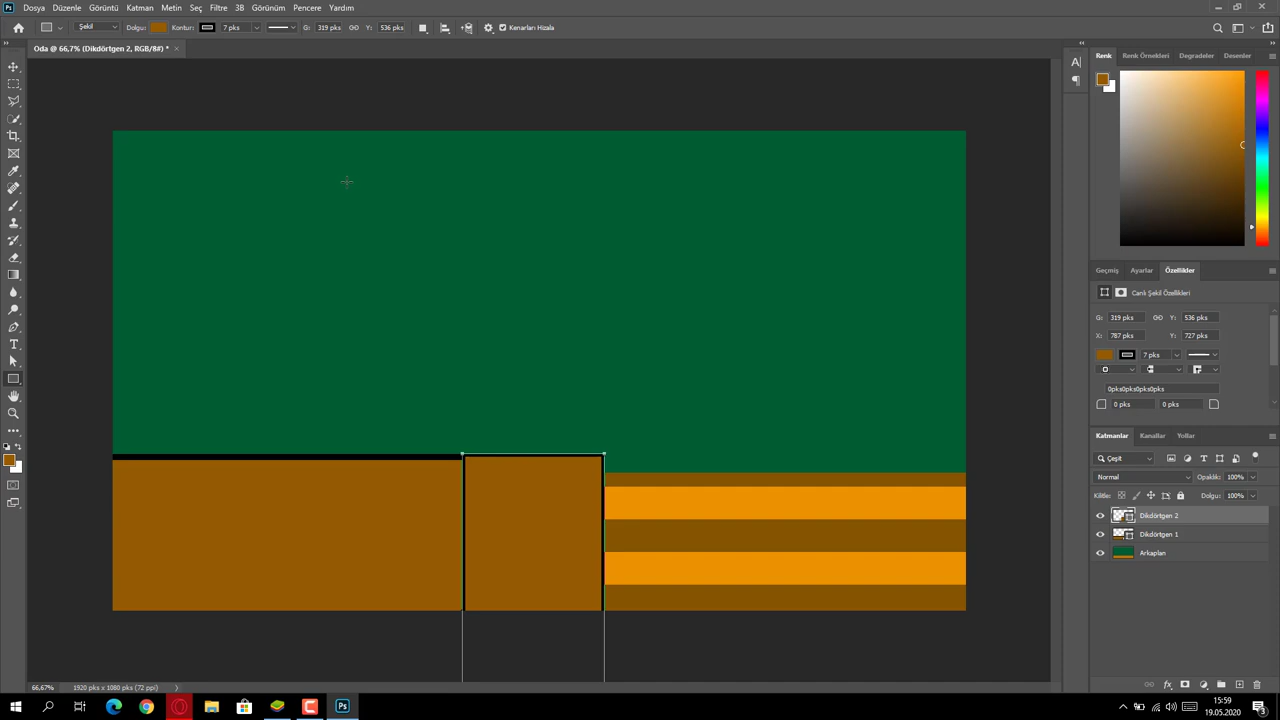 Ps Dosya Düzenle Görüntü Katman Metin Seç Filtre 3B Görünüm Pencere Yardım
Şekil Dolgu: Kontur: 7 pks G: 319 pks Y: 536 pks Kenarları Hizala
Oda @ 66,7% (Dikdörtgen 2, RGB/8#) *
Renk Renk Örnekleri Degradeler Desenler
Geçmiş Ayarlar Özellikler
Canlı Şekil Özellikleri
G: 319 pks Y: 536 pks
X: 787 pks Y: 727 pks
7 pks
0pks0pks0pks0pks
0 pks 0 pks
Katmanlar Kanallar Yollar
Çeşit
Normal Opaklık: 100%
Kilitle: Dolgu: 100%
Dikdörtgen 2
Dikdörtgen 1
Arkaplan
66,67% 1920 pks x 1080 pks (72 ppi)
Ps
15:59
19.05.2020
3